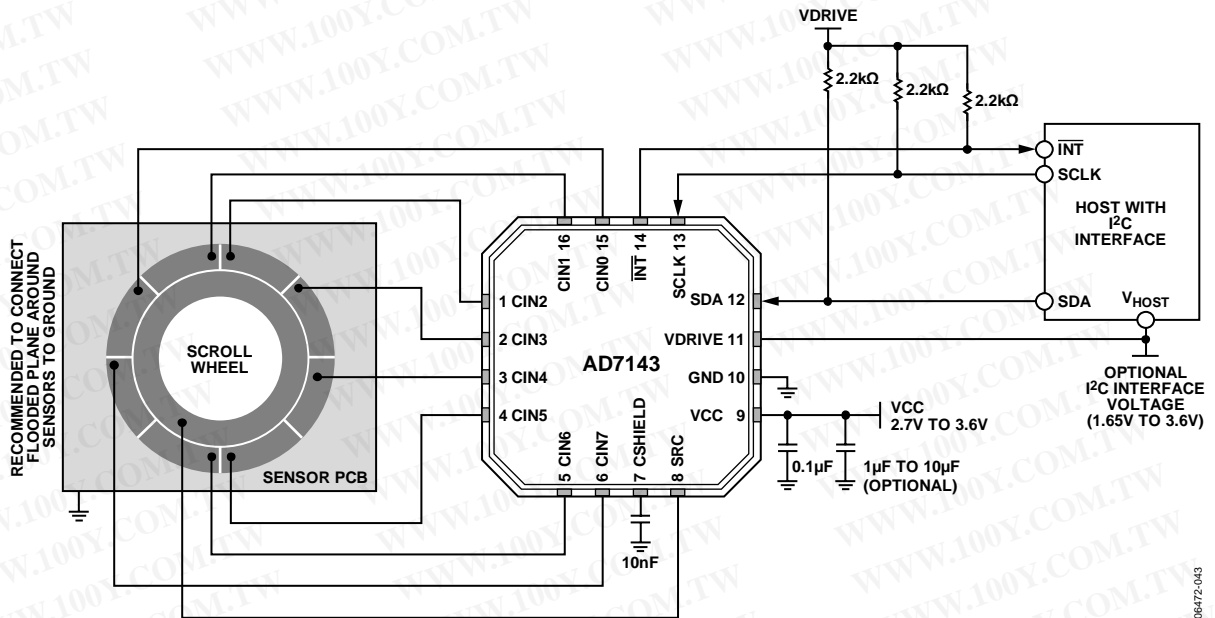 VDRIVE
2.2kΩ
2.2kΩ
2.2kΩ
INT
SCLK
HOST WITH
I²C
INTERFACE
SDA
VHOST
OPTIONAL
I²C INTERFACE
VOLTAGE
(1.65V TO 3.6V)
RECOMMENDED TO CONNECT
FLOODED PLANE AROUND
SENSORS TO GROUND
SCROLL
WHEEL
SENSOR PCB
CIN1 16
CIN0 15
INT 14
SCLK 13
1 CIN2
2 CIN3
3 CIN4
4 CIN5
AD7143
SDA 12
VDRIVE 11
GND 10
VCC 9
5 CIN6
6 CIN7
7 CSHIELD
8 SRC
VCC
2.7V TO 3.6V
0.1µF
1µF TO 10µF
(OPTIONAL)
10nF
06472-043
WWW.100Y.COM.TW